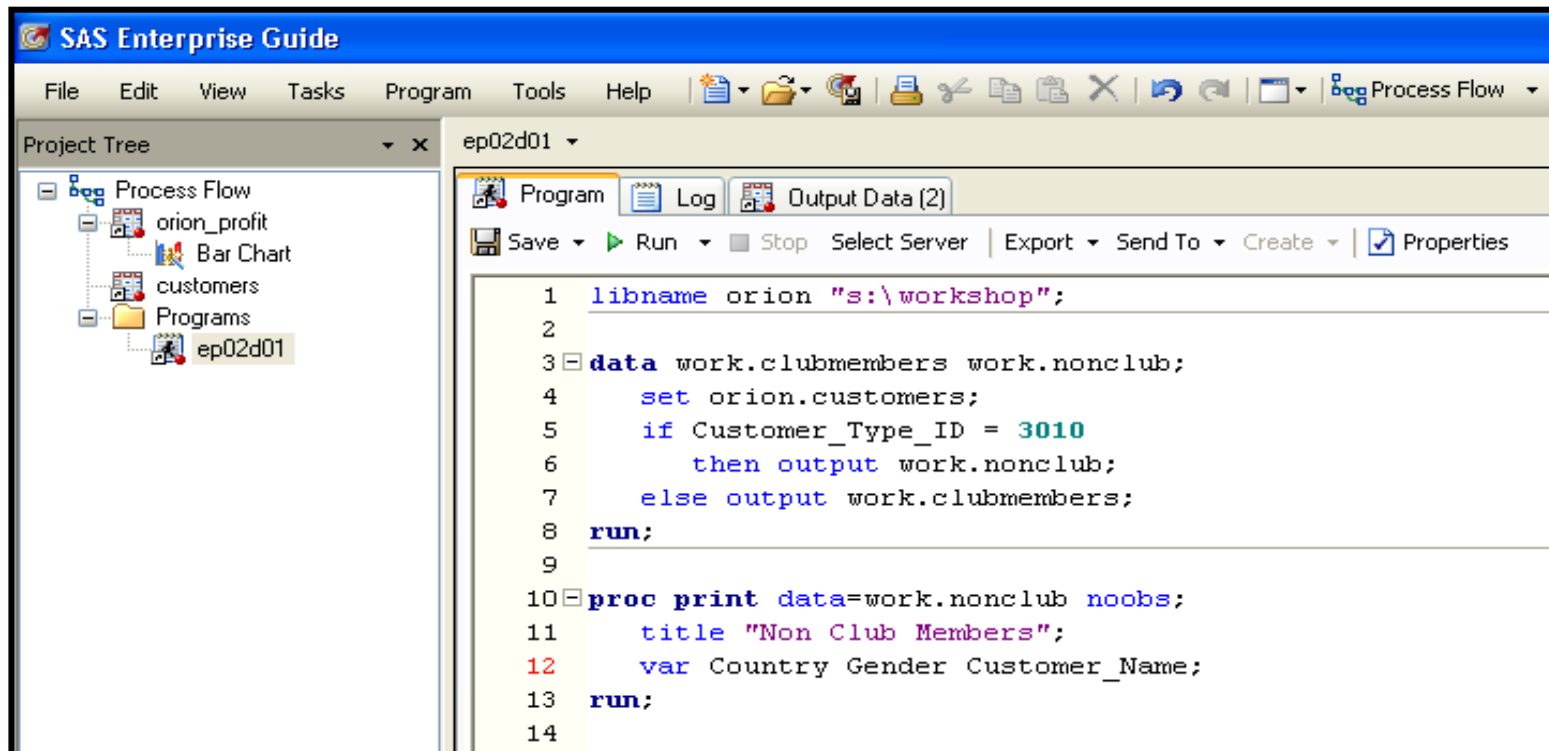 SAS Enterprise Guide
File Edit View Tasks Program Tools Help Process Flow
Project Tree
ep02d01
Process Flow
orion_profit
Bar Chart
customers
Programs
ep02d01
Program Log Output Data (2)
Save Run Stop Select Server Export Send To Create Properties
1 libname orion "s:\workshop";
2
3 data work.clubmembers work.nonclub;
4 set orion.customers;
5 if Customer_Type_ID = 3010
6 then output work.nonclub;
7 else output work.clubmembers;
8 run;
9
10 proc print data=work.nonclub noobs;
11 title "Non Club Members";
12 var Country Gender Customer_Name;
13 run;
14